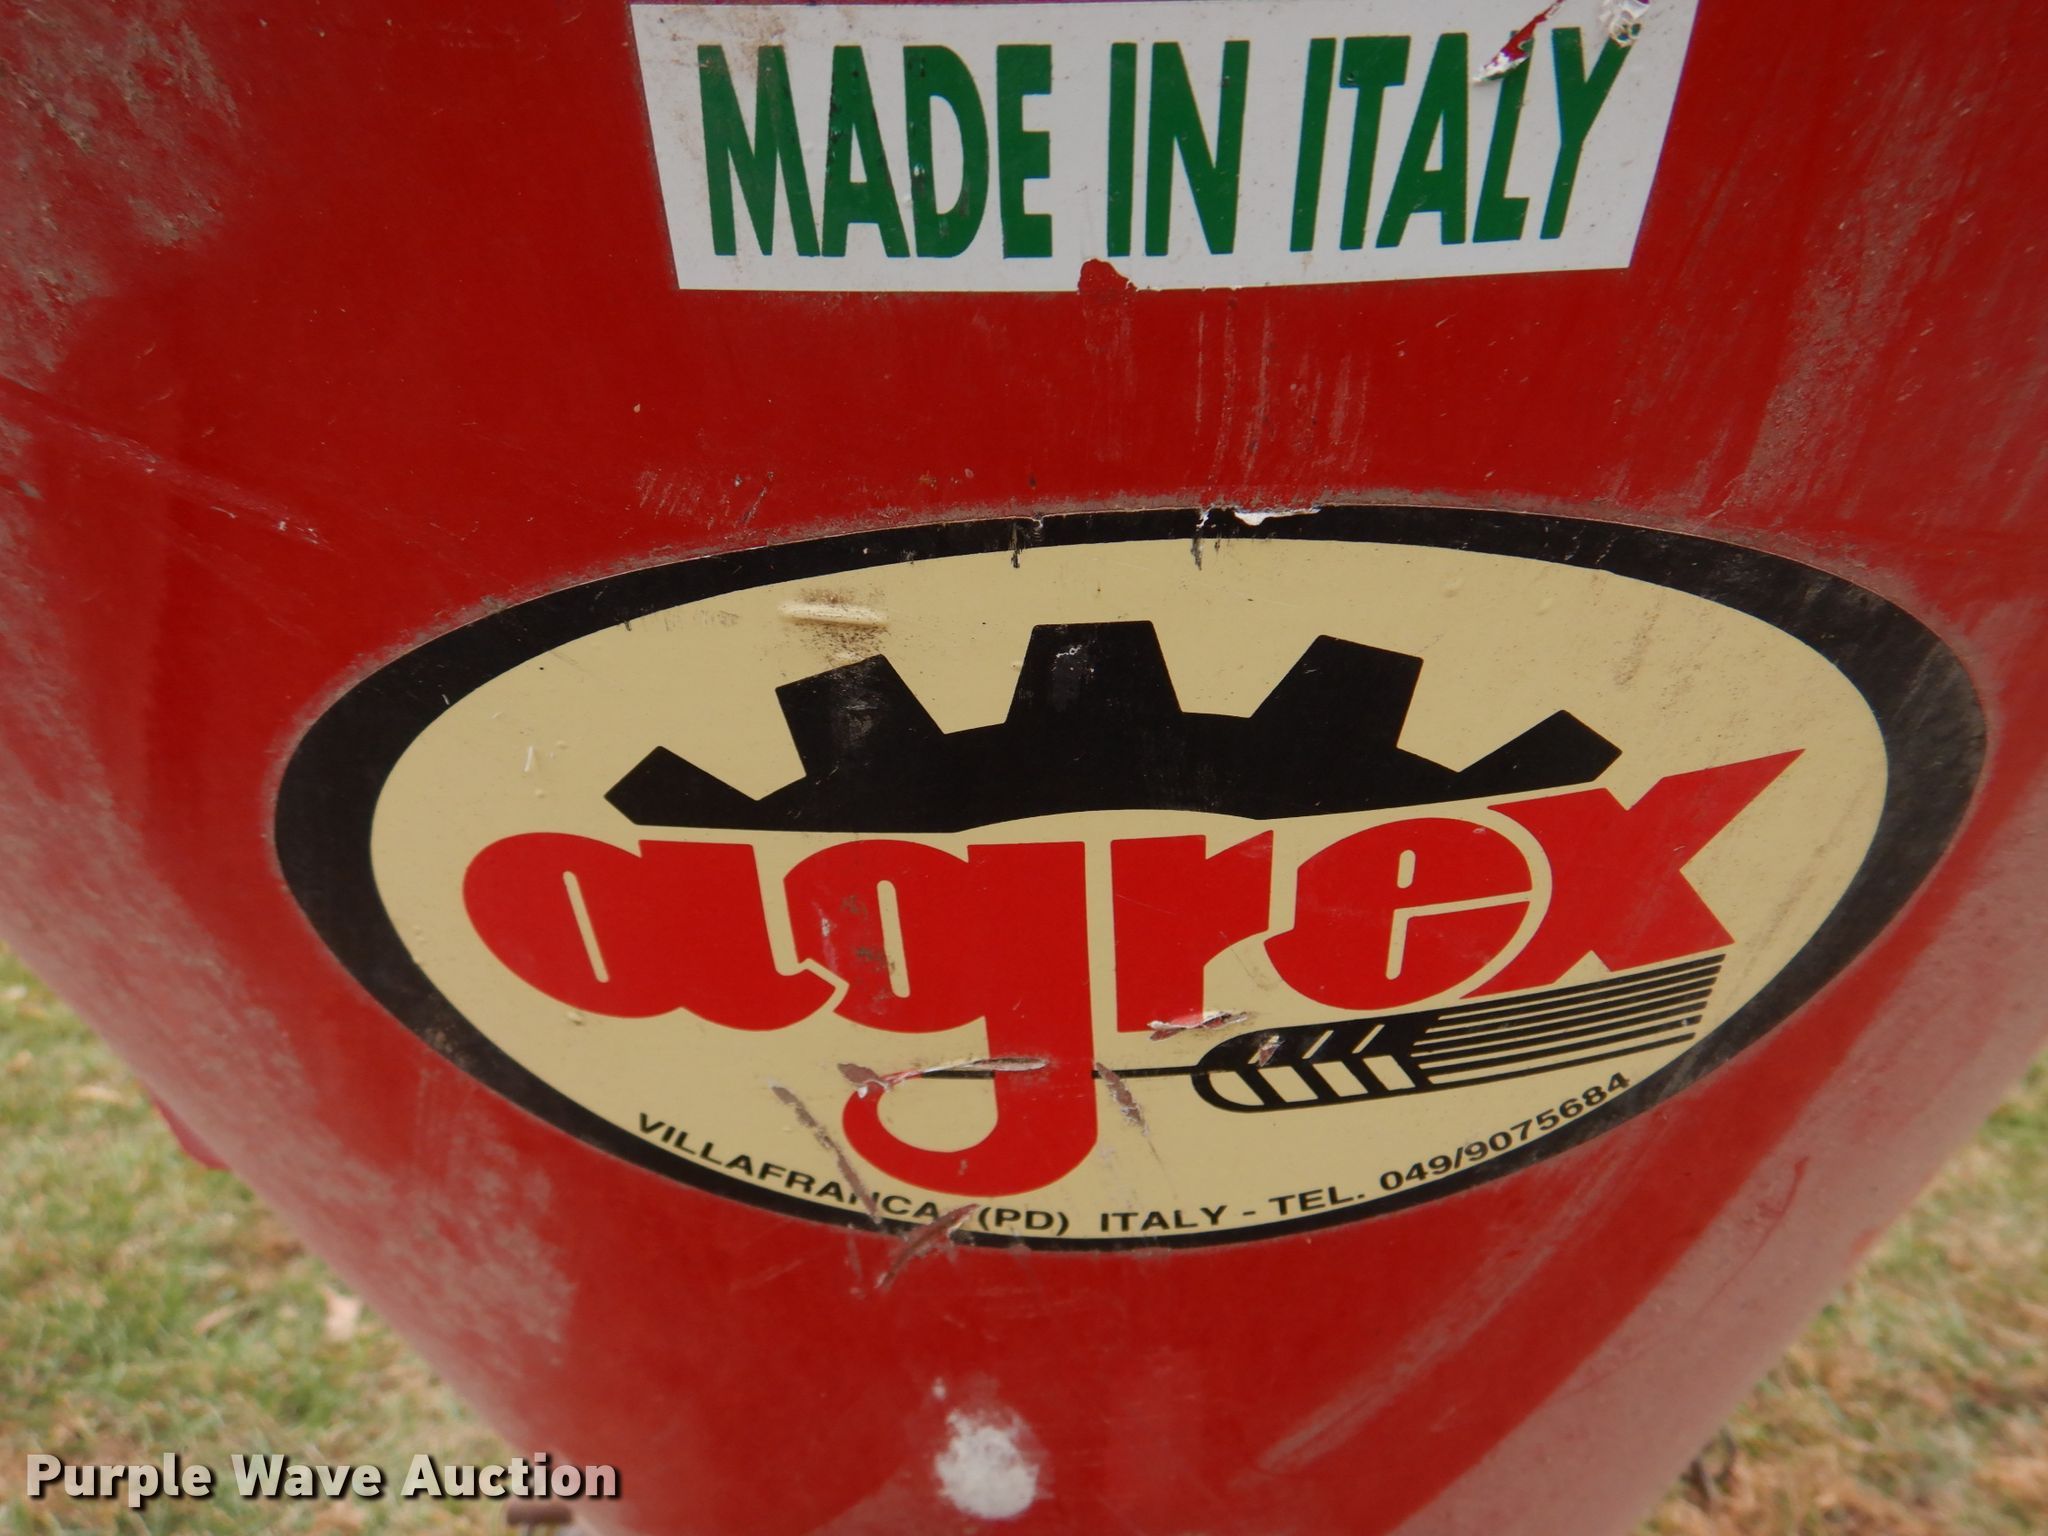 MADE IN ITALY
agrex
VILLAFRANCA (PD) ITALY - TEL. 049/9075684
Purple Wave Auction